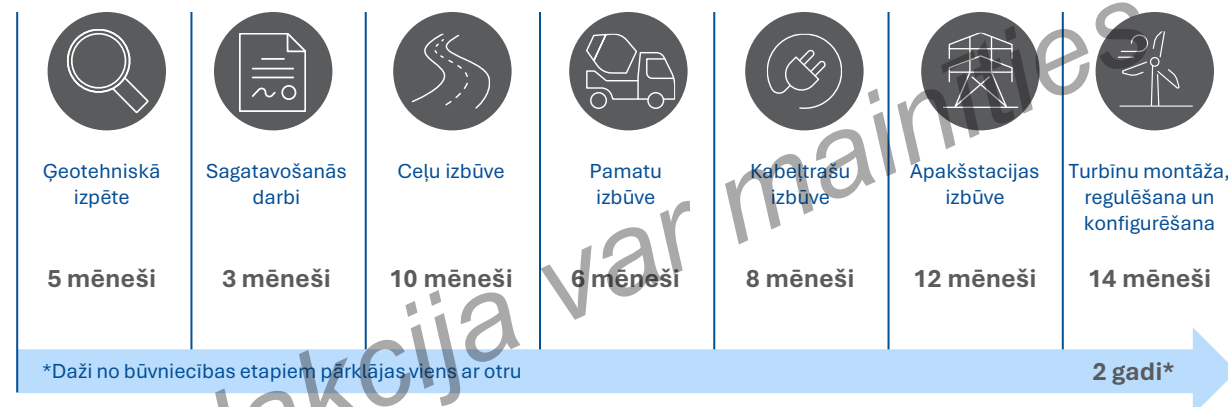 Ģeotehniskā
izpēte
5 mēneši
Sagatavošanās
darbi
3 mēneši
Ceļu izbūve
10 mēneši
Pamatu
izbūve
6 mēneši
Kabeļtrašu
izbūve
8 mēneši
Apakšstacijas
izbūve
12 mēneši
Turbīnu montāža,
regulēšana un
konfigurēšana
14 mēneši
*Daži no būvniecības etapiem pārklājas viens ar otru
2 gadi*
var mainīties